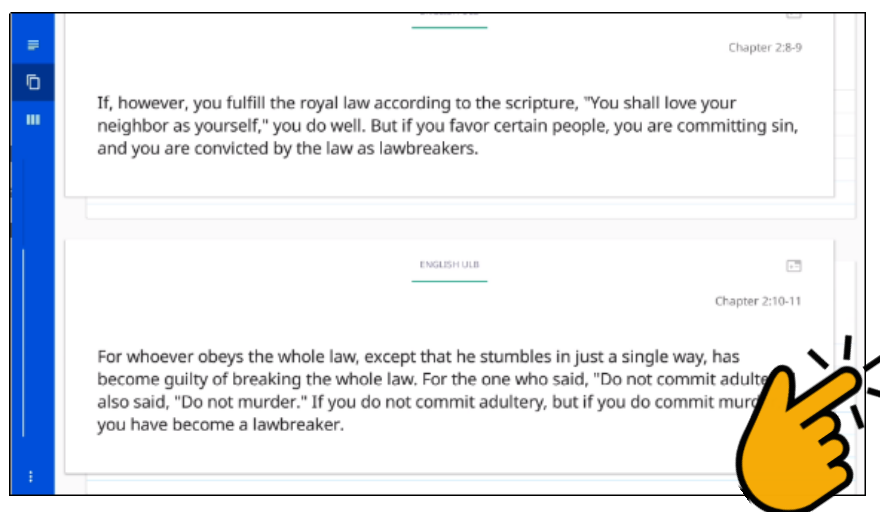 Chapter 2:8-9
If, however, you fulfill the royal law according to the scripture, "You shall love your
neighbor as yourself," you do well. But if you favor certain people, you are committing sin,
and you are convicted by the law as lawbreakers.
ENGLISH ULB
Chapter 2:10-11
For whoever obeys the whole law, except that he stumbles in just a single way, has
become guilty of breaking the whole law. For the one who said, "Do not commit
also said, "Do not murder." If you do not commit adultery, but if you do commit
you have become a lawbreaker.